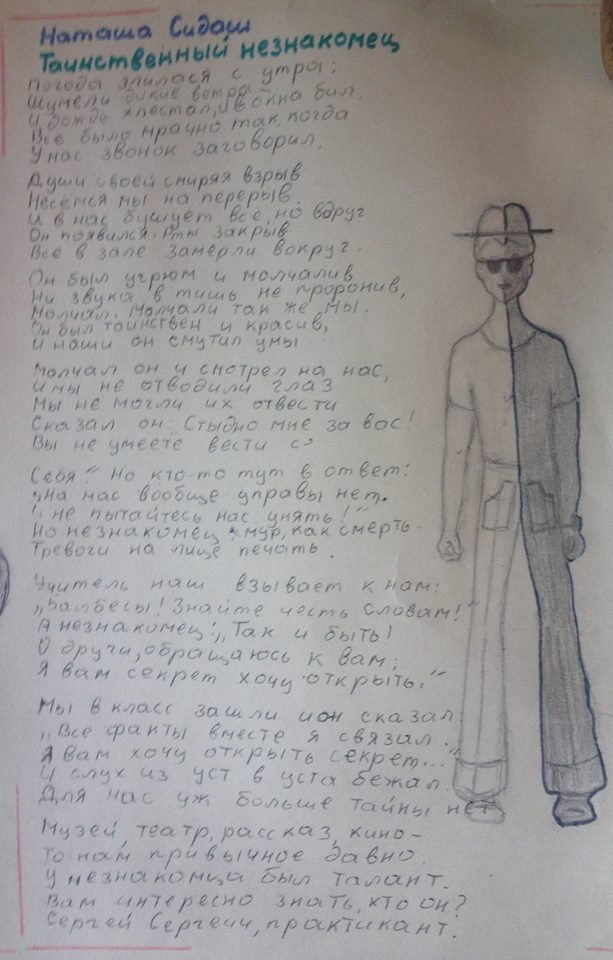 Наташа Сидаш
Таинственный незнакомец
Погода злилася с утра:
Шумели дикие ветра
И дождь хлестал, и в окна бил.
Всё было мрачно так, когда
У нас звонок заговорил.
Души своей смиряя взрыв
Несёмся мы на перерыв.
И в нас бушует всё, но вдруг
Он появился. Рты закрыв
Все в зале замерли вокруг.
Он был угрюм и молчалив
Ни звука в тишь не проронив,
Молчал. Молчали так же мы.
Он был таинствен и красив,
И наши он смутил умы
Молчал он и смотрел на нас,
И мы не отводили глаз
Мы не могли их отвести
Сказал он: „Стыдно мне за вас!
Вы не умеете вести с
Себя." Но кто-то тут в ответ:
„На нас вообще управы нет.
И не пытайтесь нас унять!"
Но незнакомец хмур, как смерть.
Тревоги на лице печать.
Учитель наш взывает к нам:
„Балбесы! Знайте честь словам!"
А незнакомец: „Так и быть!
О други, обращаюсь к вам:
Я вам секрет хочу открыть."
Мы в класс зашли и он сказал
„Все факты вместе я связал.
Я вам хочу открыть секрет..."
И слух из уст в уста бежал.
Для нас уж больше тайны нет
Музей, театр, рассказ, кино-
То нам привычное давно.
У незнакомца был талант.
Вам интересно знать, кто он?
Сергей Сергеич, практикант.